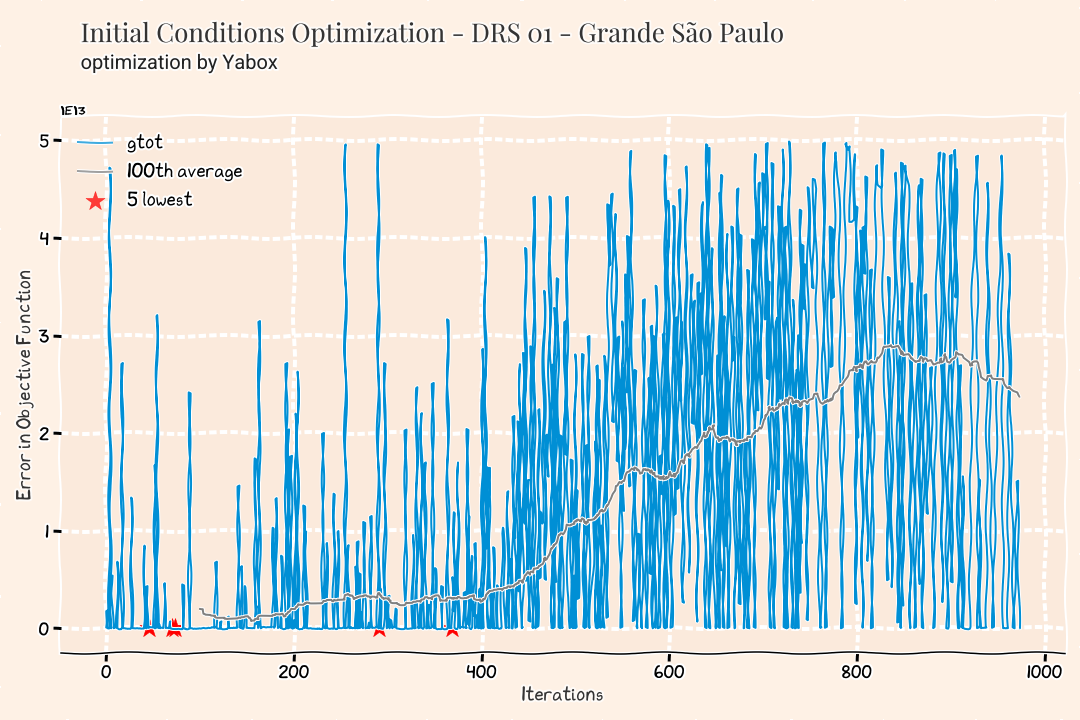 Initial Conditions Optimization - DRS 01 - Grande São Paulo
optimization by Yabox
1E13
5
4
3
2
1
0
gtot
100th average
5 lowest
Error in Objective Function
0 200 400 600 800 1000
Iterations